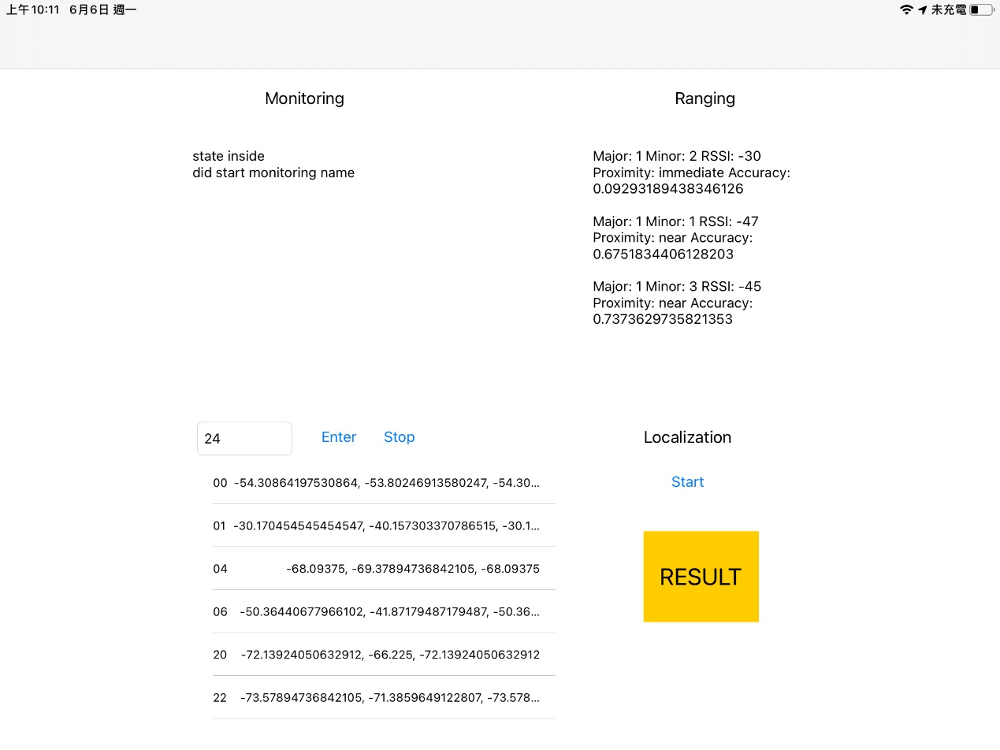 上午10:11 6月6日 週一
未充電
Monitoring
Ranging
state inside
did start monitoring name
Major: 1 Minor: 2 RSSI: -30
Proximity: immediate Accuracy:
0.09293189438346126
Major: 1 Minor: 1 RSSI: -47
Proximity: near Accuracy:
0.6751834406128203
Major: 1 Minor: 3 RSSI: -45
Proximity: near Accuracy:
0.7373629735821353
24
Enter
Stop
00 -54.30864197530864, -53.80246913580247, -54.30...
01 -30.170454545454547, -40.157303370786515, -30.1...
04 -68.09375, -69.37894736842105, -68.09375
06 -50.36440677966102, -41.87179487179487, -50.36...
20 -72.13924050632912, -66.225, -72.13924050632912
22 -73.57894736842105, -71.3859649122807, -73.578...
Localization
Start
RESULT